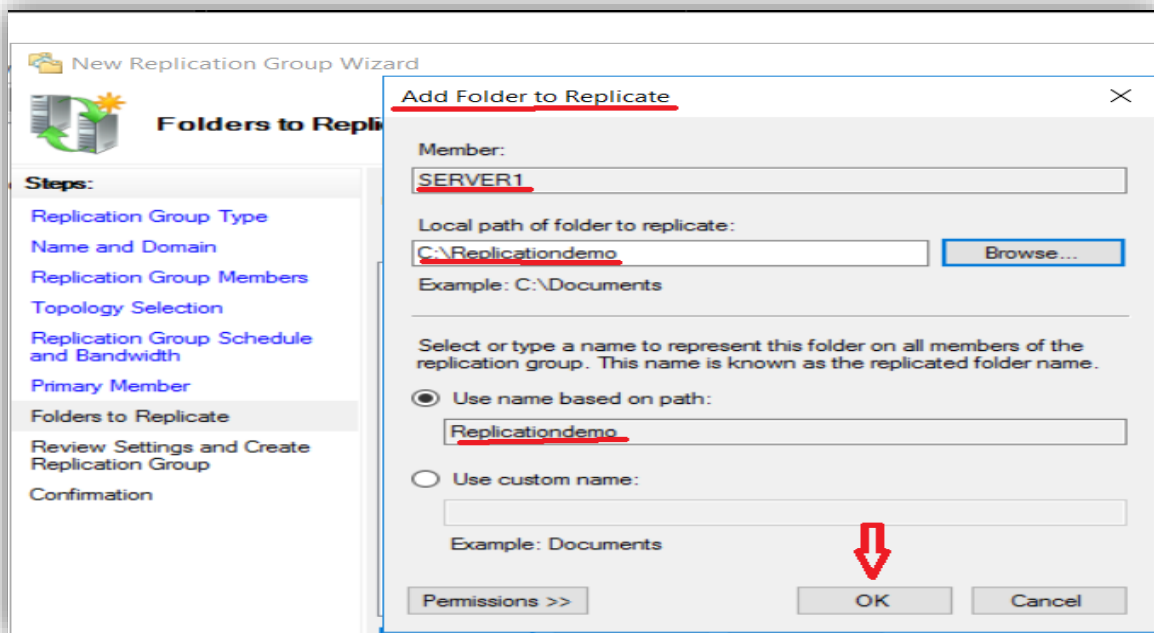 New Replication Group Wizard
Folders to Repli
Steps:
Replication Group Type
Name and Domain
Replication Group Members
Topology Selection
Replication Group Schedule
and Bandwidth
Primary Member
Folders to Replicate
Review Settings and Create
Replication Group
Confirmation
Add Folder to Replicate
Member:
SERVER1
Local path of folder to replicate:
C:\Replicationdemo
Browse...
Example: C:\Documents
Select or type a name to represent this folder on all members of the
replication group. This name is known as the replicated folder name.
Use name based on path:
Replicationdemo
Use custom name:
Example: Documents
Permissions >>
OK
Cancel